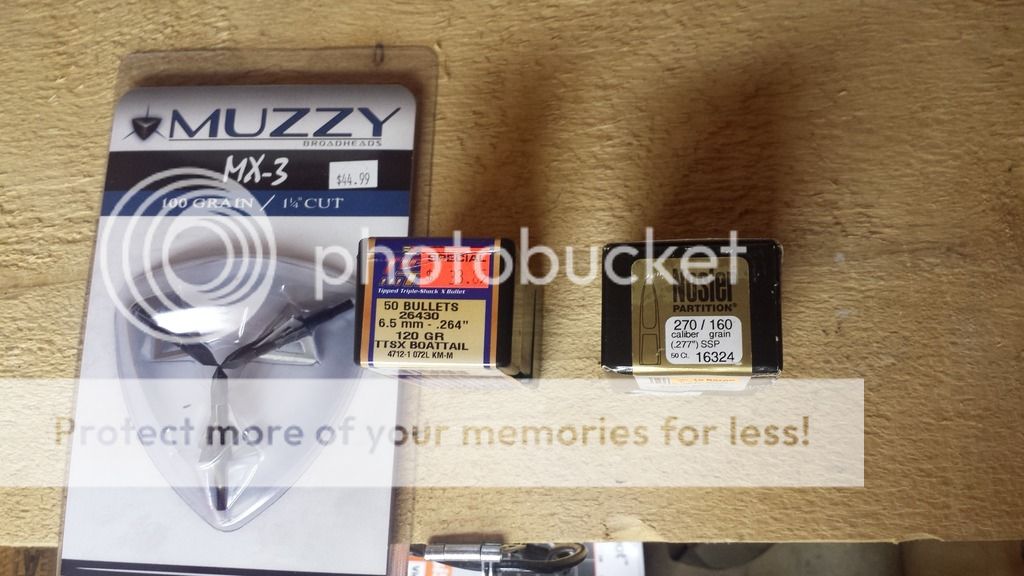 MUZZY
BROADHEADS
MX-3
$44.99
100 GRAIN / 1¼" CUT
photobucket
SPECIAL
Tipped Triple-Shock X Bullet
50 BULLETS
26430
6.5 mm - .264"
120 GR
TTSX BOATTAIL
4712-1 072L KM-M
Nosler
PARTITION®
270 / 160
caliber grain
(.277") SSP
50 Ct. 16324
Protect more of your memories for less!